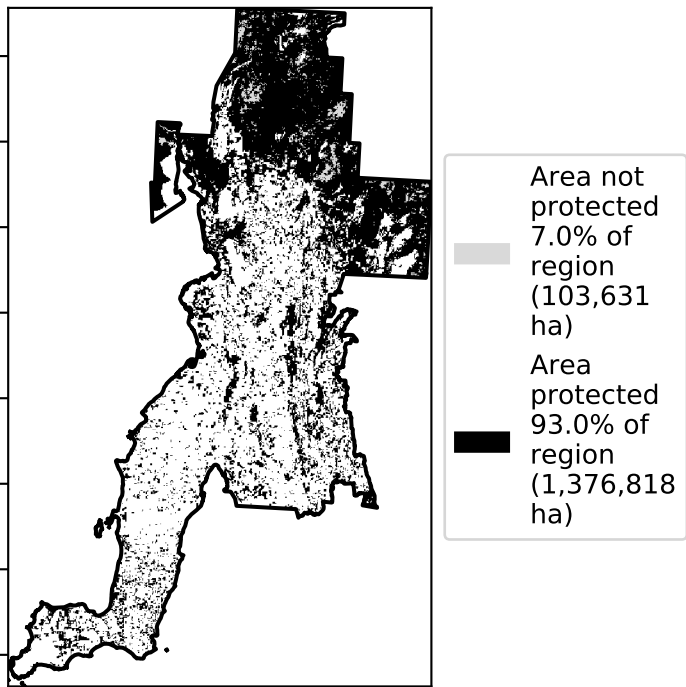 Area not
protected
7.0% of
region
(103,631
ha)
Area
protected
93.0% of
region
(1,376,818
ha)